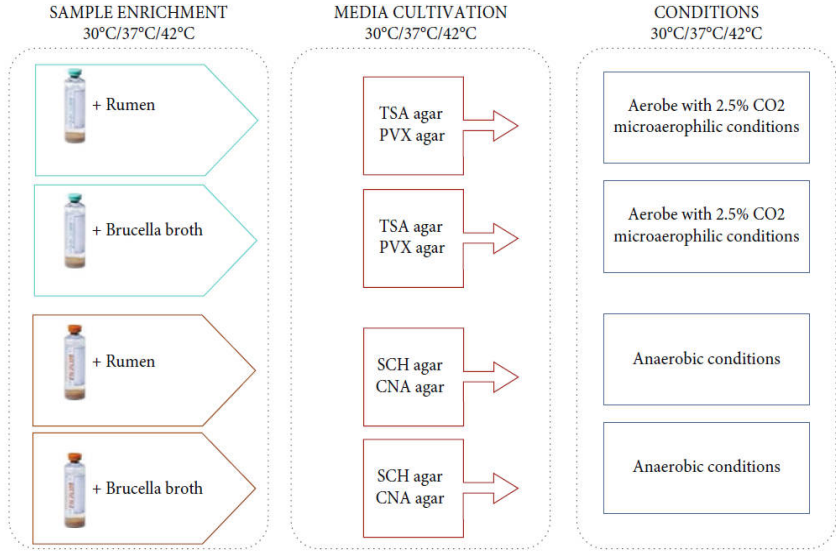 SAMPLE ENRICHMENT
30°C/37°C/42°C
MEDIA CULTIVATION
30°C/37°C/42°C
CONDITIONS
30°C/37°C/42°C
+ Rumen
TSA agar
PVX agar
Aerobe with 2.5% CO2
microaerophilic conditions
+ Brucella broth
TSA agar
PVX agar
Aerobe with 2.5% CO2
microaerophilic conditions
+ Rumen
SCH agar
CNA agar
Anaerobic conditions
+ Brucella broth
SCH agar
CNA agar
Anaerobic conditions